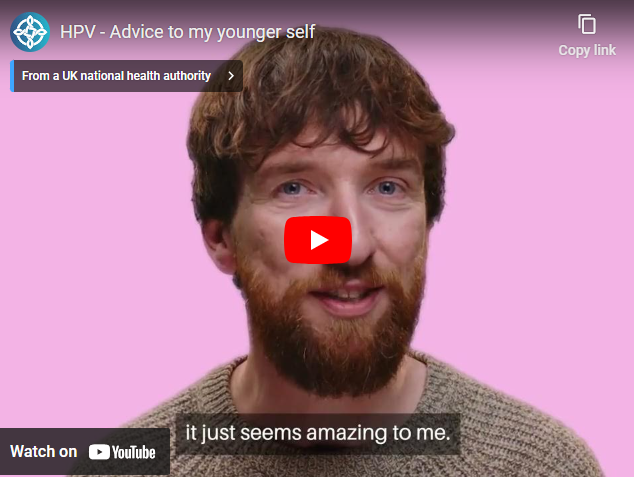 HPV - Advice to my younger self
Copy link
From a UK national health authority
it just seems amazing to me.
Watch on YouTube